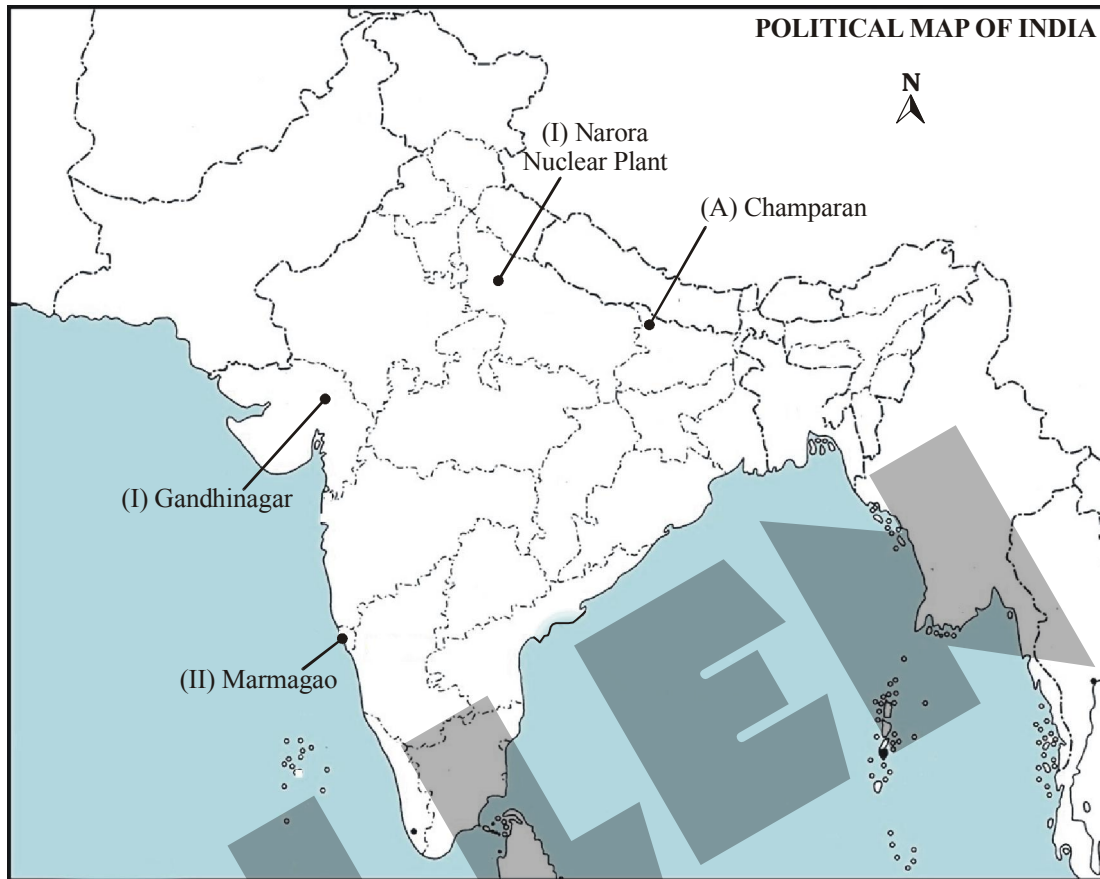 POLITICAL MAP OF INDIA
N
(I) Narora
Nuclear Plant
(A) Champaran
(I) Gandhinagar
(II) Marmagao